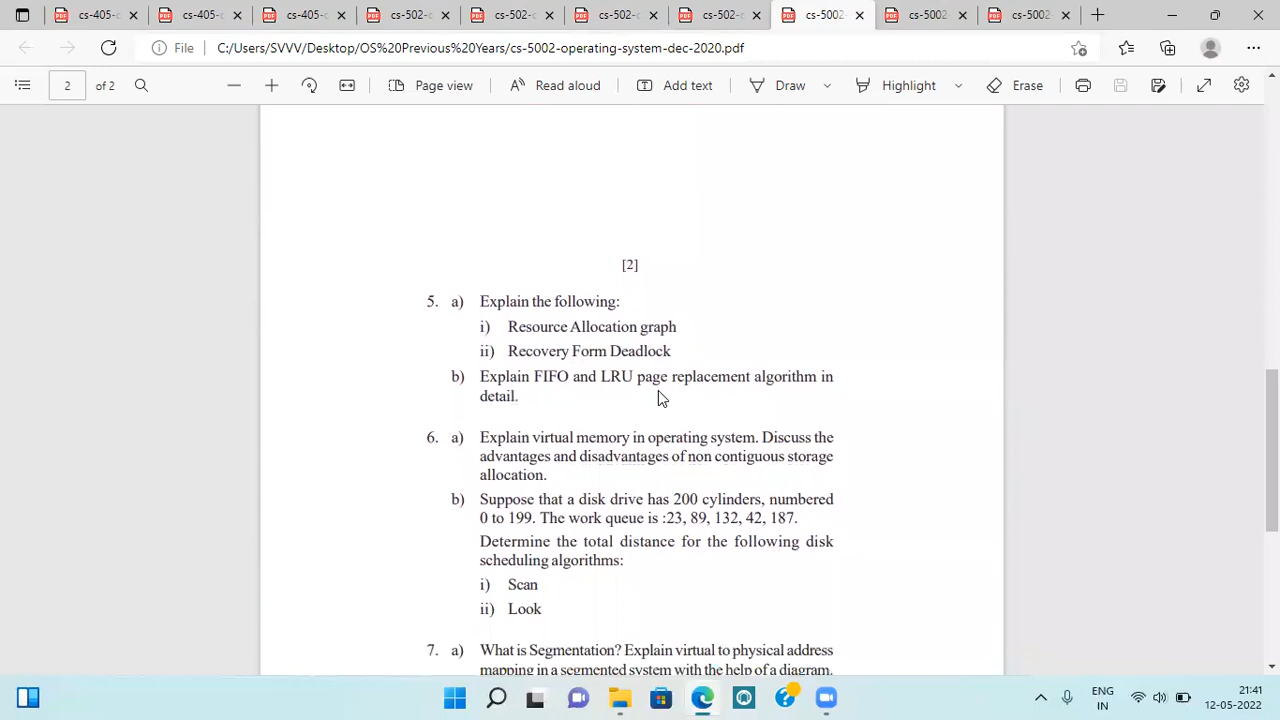 cs-405-
cs-405-
cs-405-
cs-502-
cs-502-
cs-502-
cs-502-
cs-5002-
cs-5002
cs-5002
File
C:/Users/SVVV/Desktop/OS%20Previous%20Years/cs-5002-operating-system-dec-2020.pdf
2 of 2
Page view
Read aloud
Add text
Draw
Highlight
Erase
[2]
5. a) Explain the following:
i) Resource Allocation graph
ii) Recovery Form Deadlock
b) Explain FIFO and LRU page replacement algorithm in
detail.
6. a) Explain virtual memory in operating system. Discuss the
advantages and disadvantages of non contiguous storage
allocation.
b) Suppose that a disk drive has 200 cylinders, numbered
0 to 199. The work queue is :23, 89, 132, 42, 187.
Determine the total distance for the following disk
scheduling algorithms:
i) Scan
ii) Look
7. a) What is Segmentation? Explain virtual to physical address
mapping in a segmented system with the help of a diagram.
ENG
IN
21:41
12-05-2022